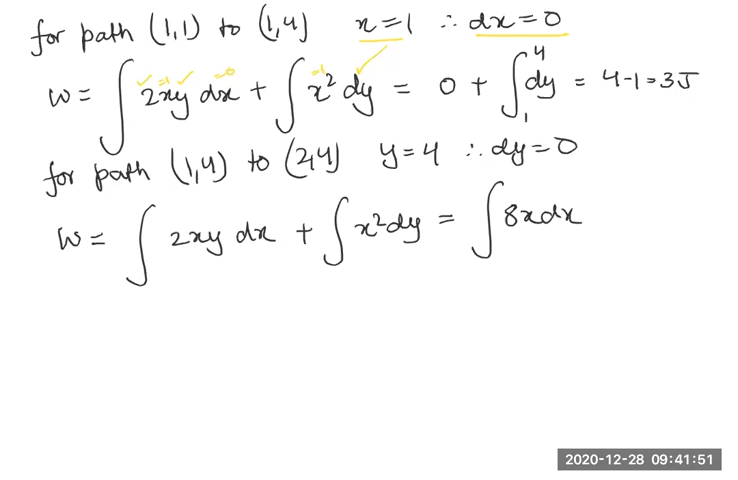 for path (1,1) to (1,4) x=1 ∴ dx=0
W = ∫ 2xy dx + ∫ x² dy = 0 + ∫₁⁴ dy = 4-1=3J
for path (1,4) to (2,4) y=4 ∴ dy=0
W = ∫ 2xy dx + ∫ x² dy = ∫ 8x dx
2020-12-28 09:41:51